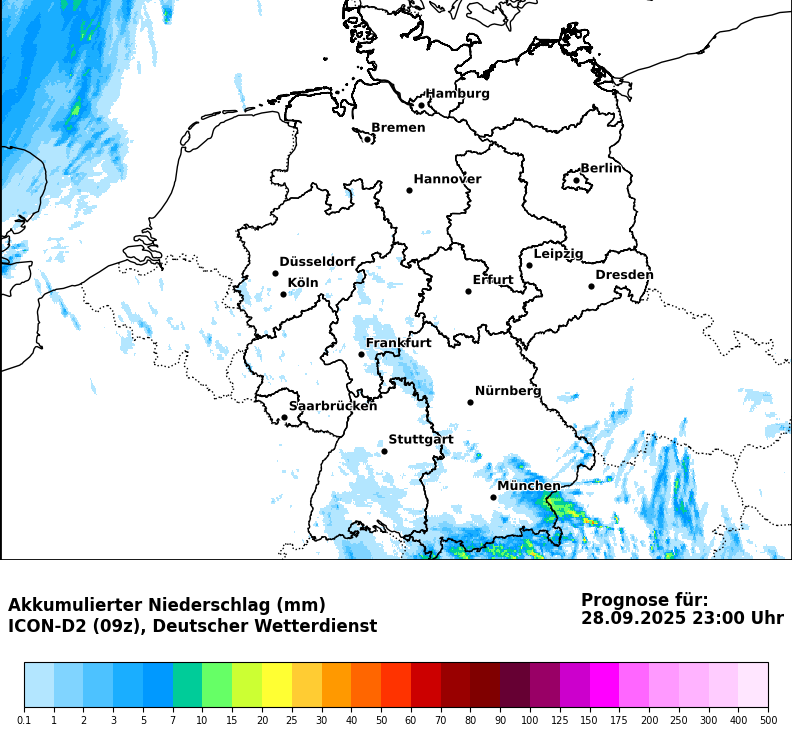 Hamburg
Bremen
Berlin
Hannover
Leipzig
Düsseldorf
Dresden
Köln
Erfurt
Frankfurt
Nürnberg
Saarbrücken
Stuttgart
München
Akkumulierter Niederschlag (mm)
ICON-D2 (09z), Deutscher Wetterdienst
Prognose für:
28.09.2025 23:00 Uhr
0.1 1 2 3 5 7 10 15 20 25 30 40 50 60 70 80 90 100 125 150 175 200 250 300 400 500